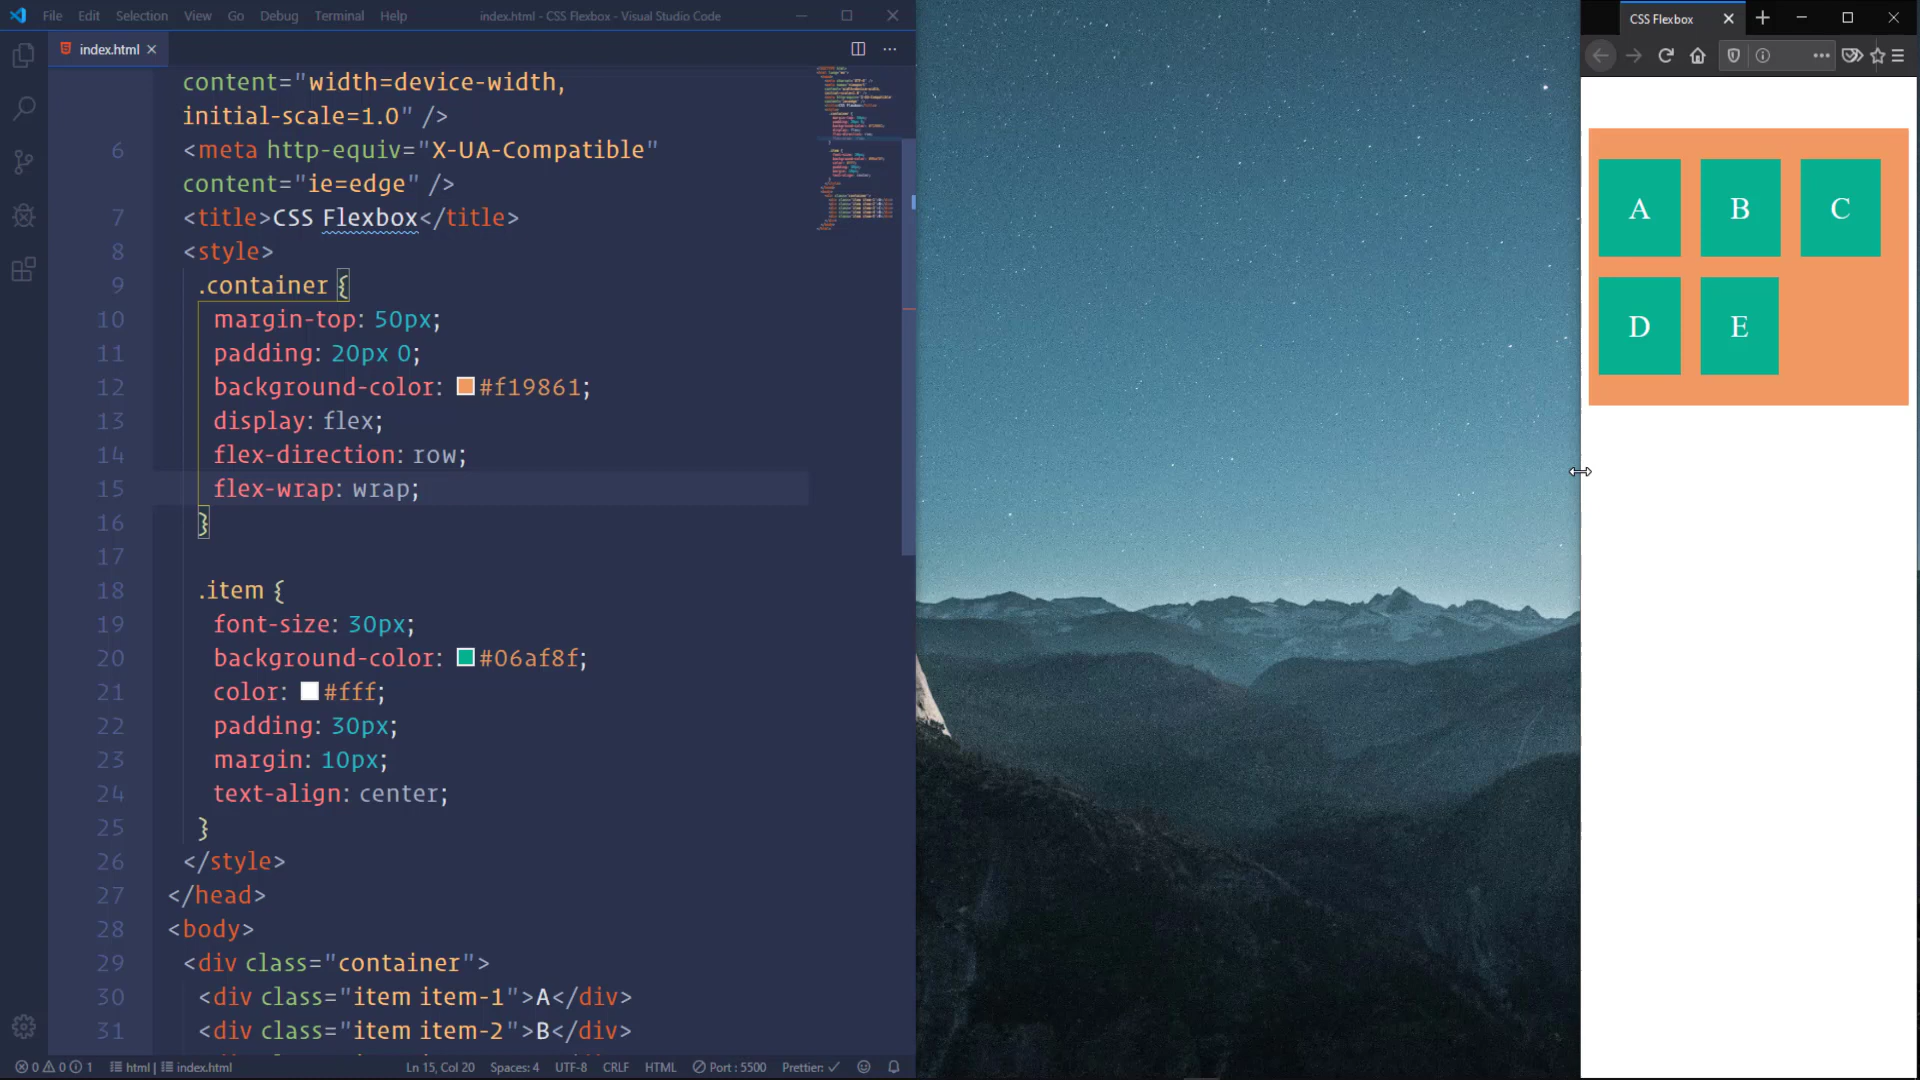 File Edit Selection View Go Debug Terminal Help
index.html - CSS Flexbox - Visual Studio Code
index.html
content="width=device-width,
initial-scale=1.0" />
6 <meta http-equiv="X-UA-Compatible"
content="ie=edge" />
7 <title>CSS Flexbox</title>
8 <style>
9 .container {
10 margin-top: 50px;
11 padding: 20px 0;
12 background-color: #f19861;
13 display: flex;
14 flex-direction: row;
15 flex-wrap: wrap;
16 }
17
18 .item {
19 font-size: 30px;
20 background-color: #06af8f;
21 color: #fff;
22 padding: 30px;
23 margin: 10px;
24 text-align: center;
25 }
26 </style>
27 </head>
28 <body>
29 <div class="container">
30 <div class="item item-1">A</div>
31 <div class="item item-2">B</div>
0 0 1 html | index.html Ln 15, Col 20 Spaces: 4 UTF-8 CRLF HTML Port : 5500 Prettier: ✓
CSS Flexbox
A B C
D E